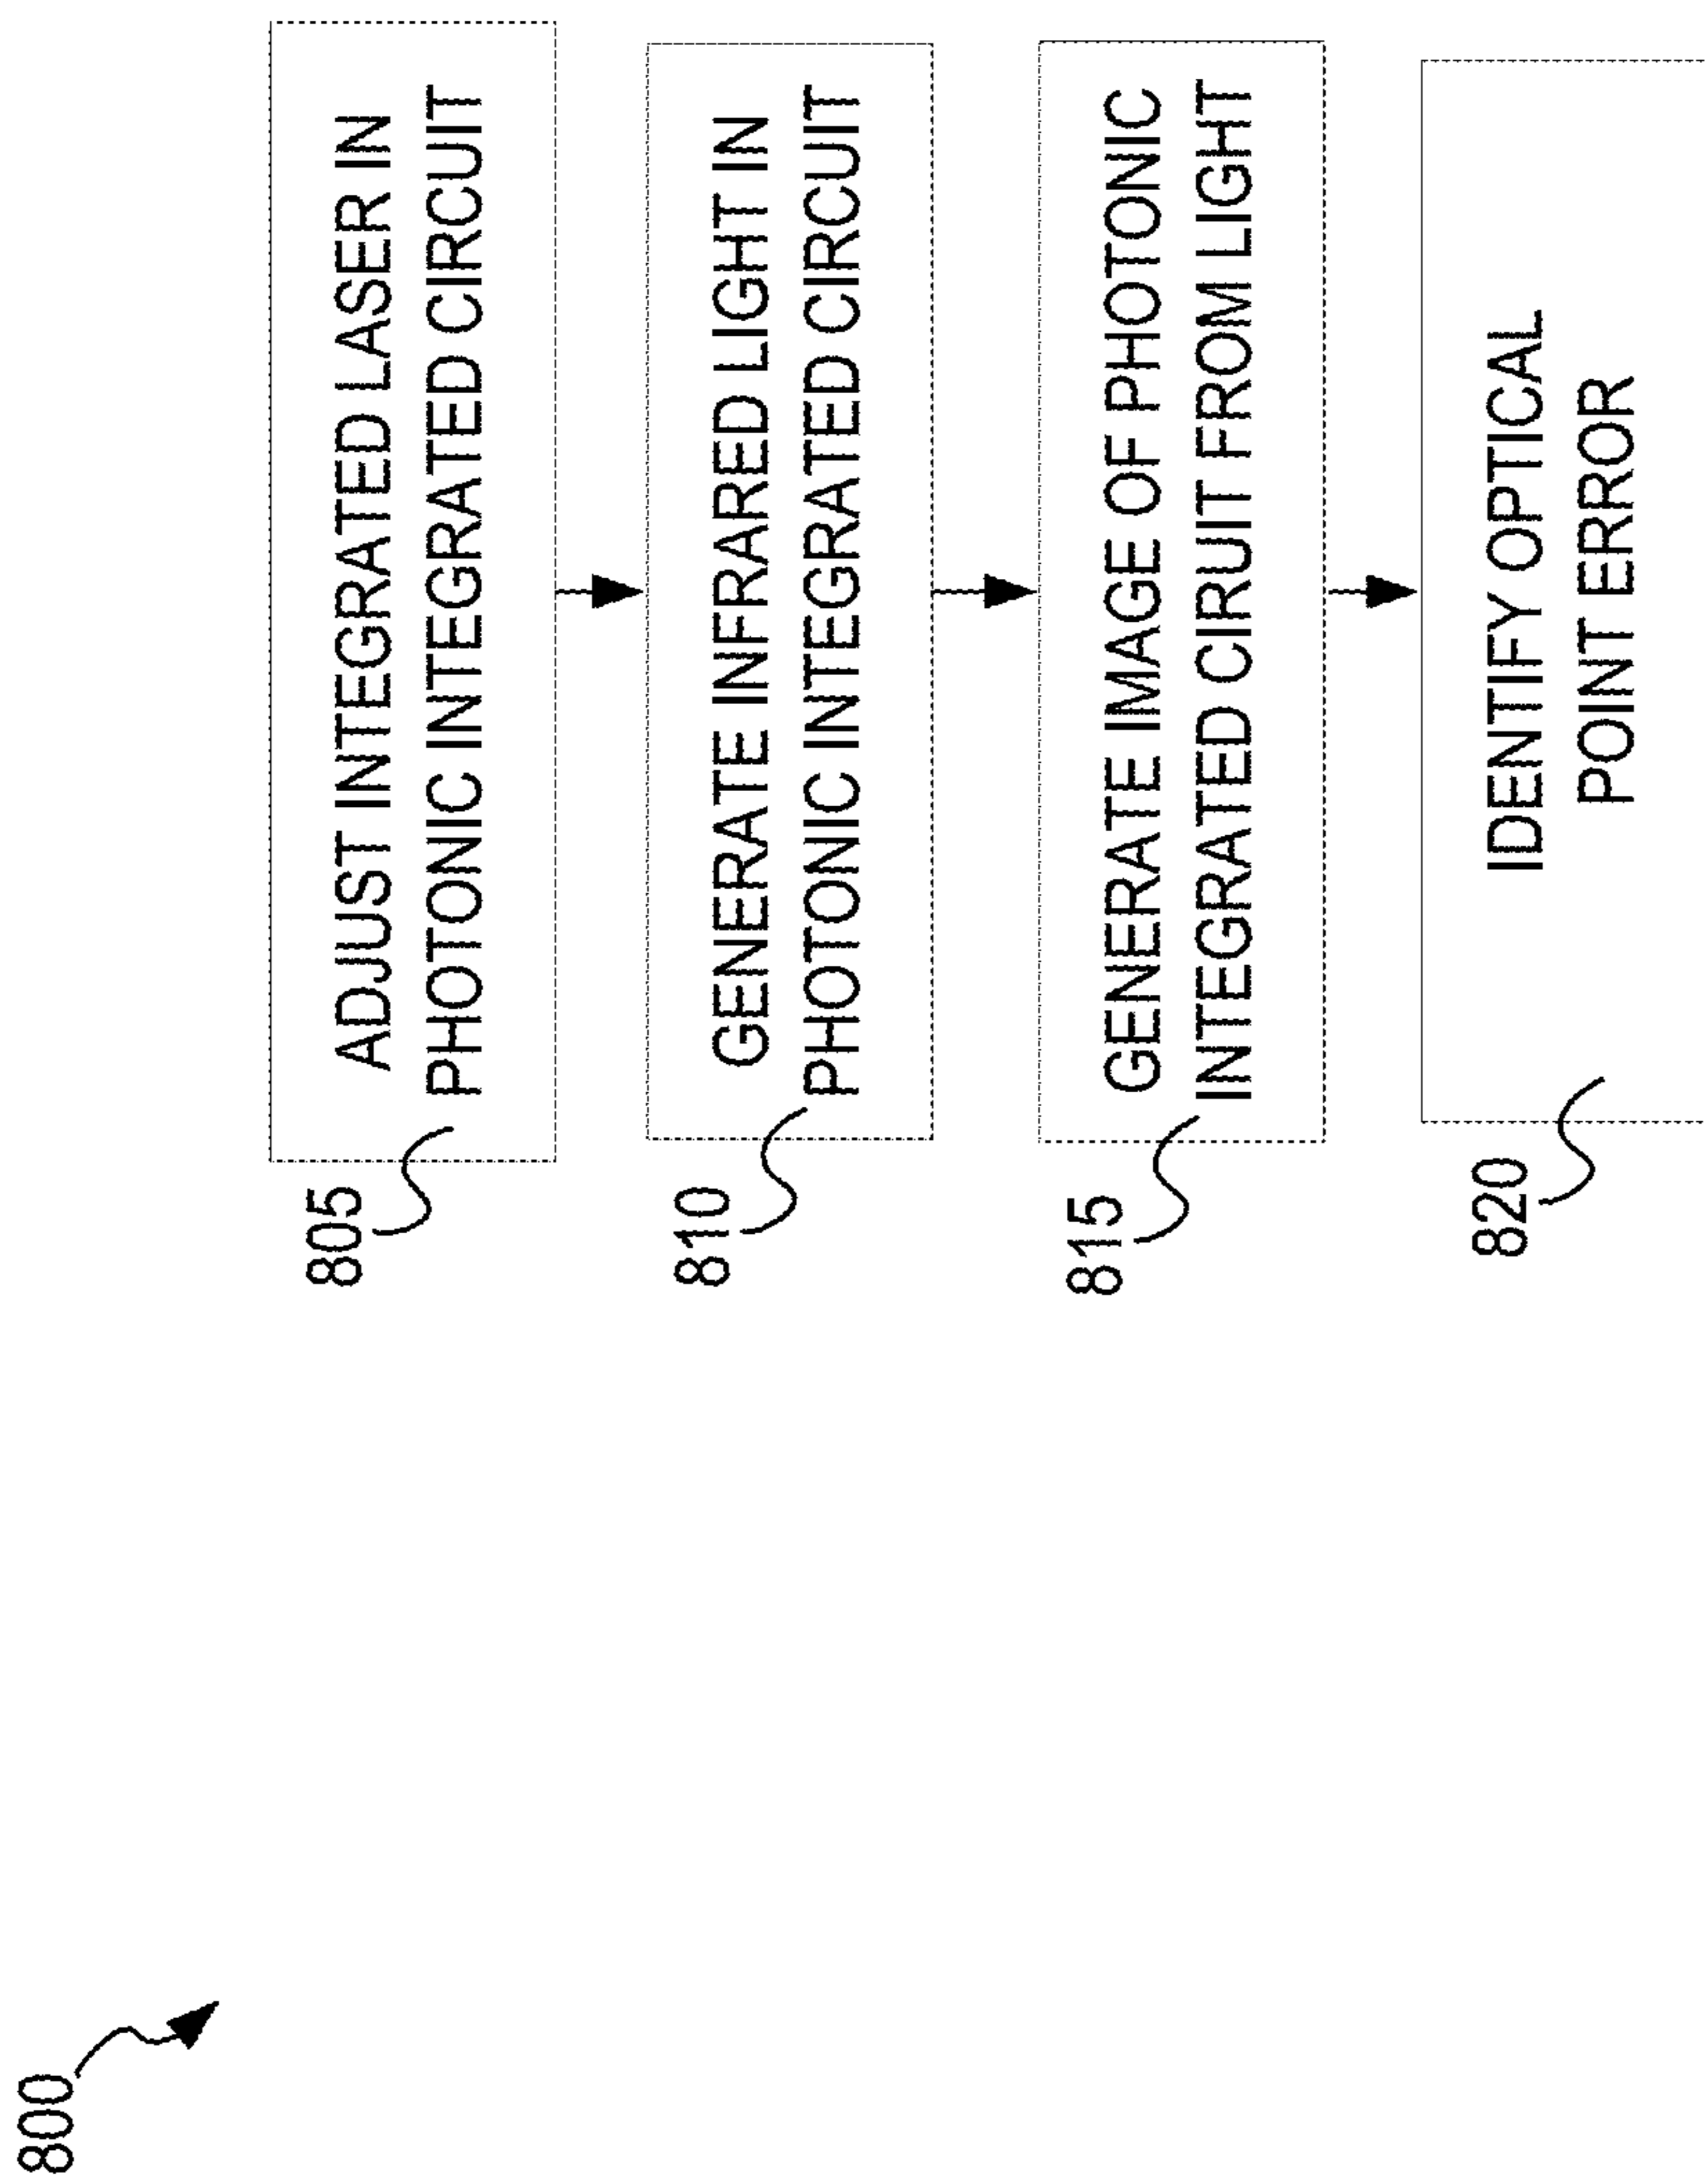 800
805
ADJUST INTEGRATED LASER IN
PHOTONIC INTEGRATED CIRCUIT
810
GENERATE INFRARED LIGHT IN
PHOTONIC INTEGRATED CIRCUIT
815
GENERATE IMAGE OF PHOTONIC
INTEGRATED CIRUIT FROM LIGHT
820
IDENTIFY OPTICAL
POINT ERROR